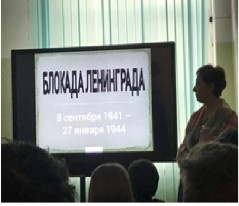 БЛОКАДА ЛЕНИНГРАДА
8 сентября 1941 –
27 января 1944